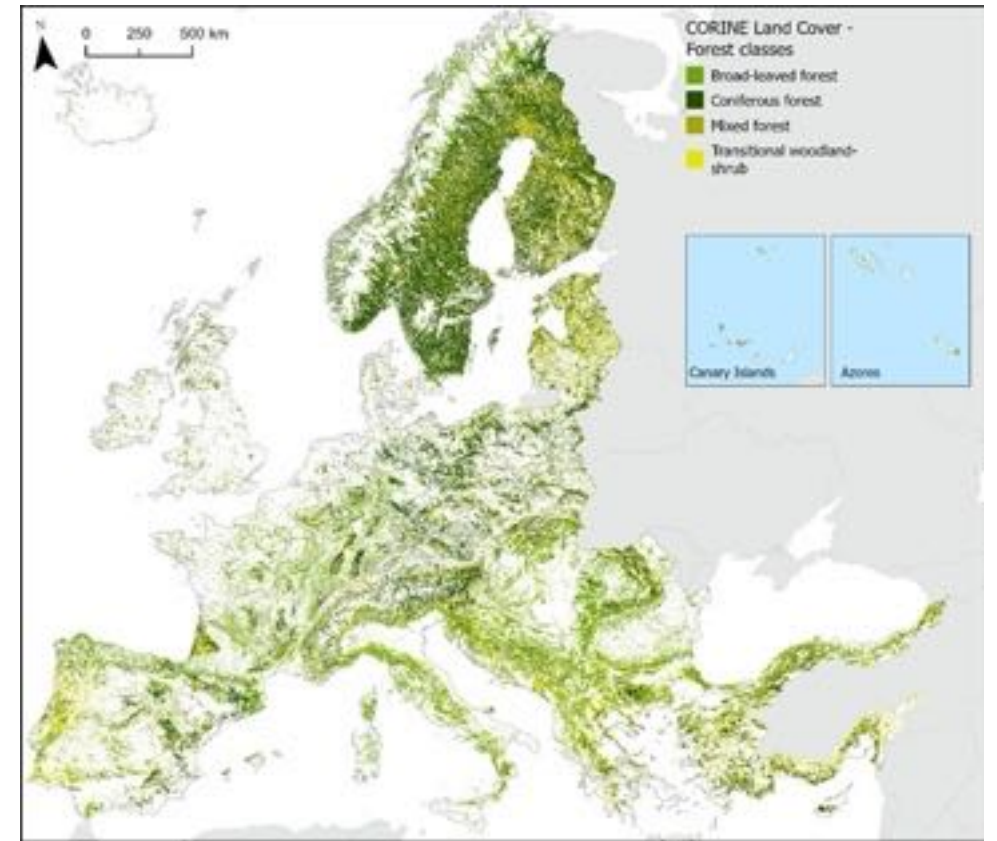 N
0 250 500 km
CORINE Land Cover -
Forest classes
Broad-leaved forest
Coniferous forest
Mixed forest
Transitional woodland-
shrub
Canary Islands
Azores